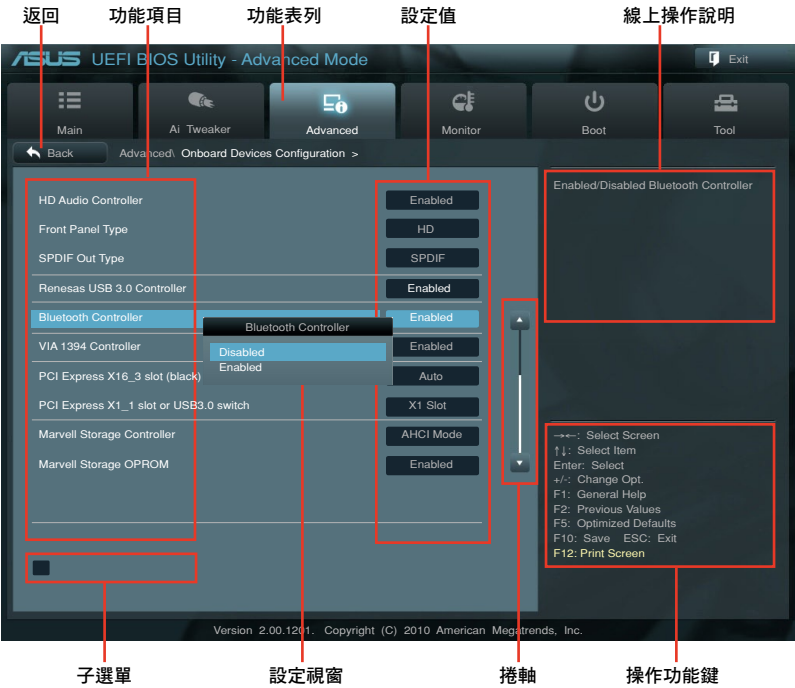 返回 功能項目 功能表列 設定值 線上操作說明
ASUS UEFI BIOS Utility - Advanced Mode Exit
Main Ai Tweaker Advanced Monitor Boot Tool
Back Advanced\ Onboard Devices Configuration >
Enabled/Disabled Bluetooth Controller
HD Audio Controller Enabled
Front Panel Type HD
SPDIF Out Type SPDIF
Renesas USB 3.0 Controller Enabled
Bluetooth Controller Enabled
Bluetooth Controller
VIA 1394 Controller Enabled
Disabled
Enabled
PCI Express X16_3 slot (black) Auto
PCI Express X1_1 slot or USB3.0 switch X1 Slot
Marvell Storage Controller AHCI Mode
Marvell Storage OPROM Enabled
→←: Select Screen
↑↓: Select Item
Enter: Select
+/-: Change Opt.
F1: General Help
F2: Previous Values
F5: Optimized Defaults
F10: Save ESC: Exit
F12: Print Screen
Version 2.00.1201. Copyright (C) 2010 American Megatrends, Inc.
子選單 設定視窗 捲軸 操作功能鍵